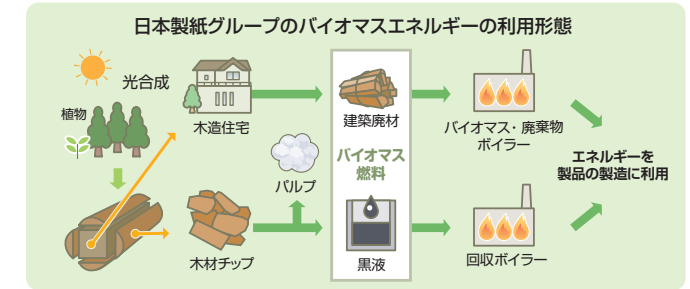 日本製紙グループのバイオマスエネルギーの利用形態
光合成
植物
木造住宅
建築廃材
バイオマス・廃棄物
ボイラー
バイオマス
燃料
パルプ
エネルギーを
製品の製造に利用
木材チップ
黒液
回収ボイラー